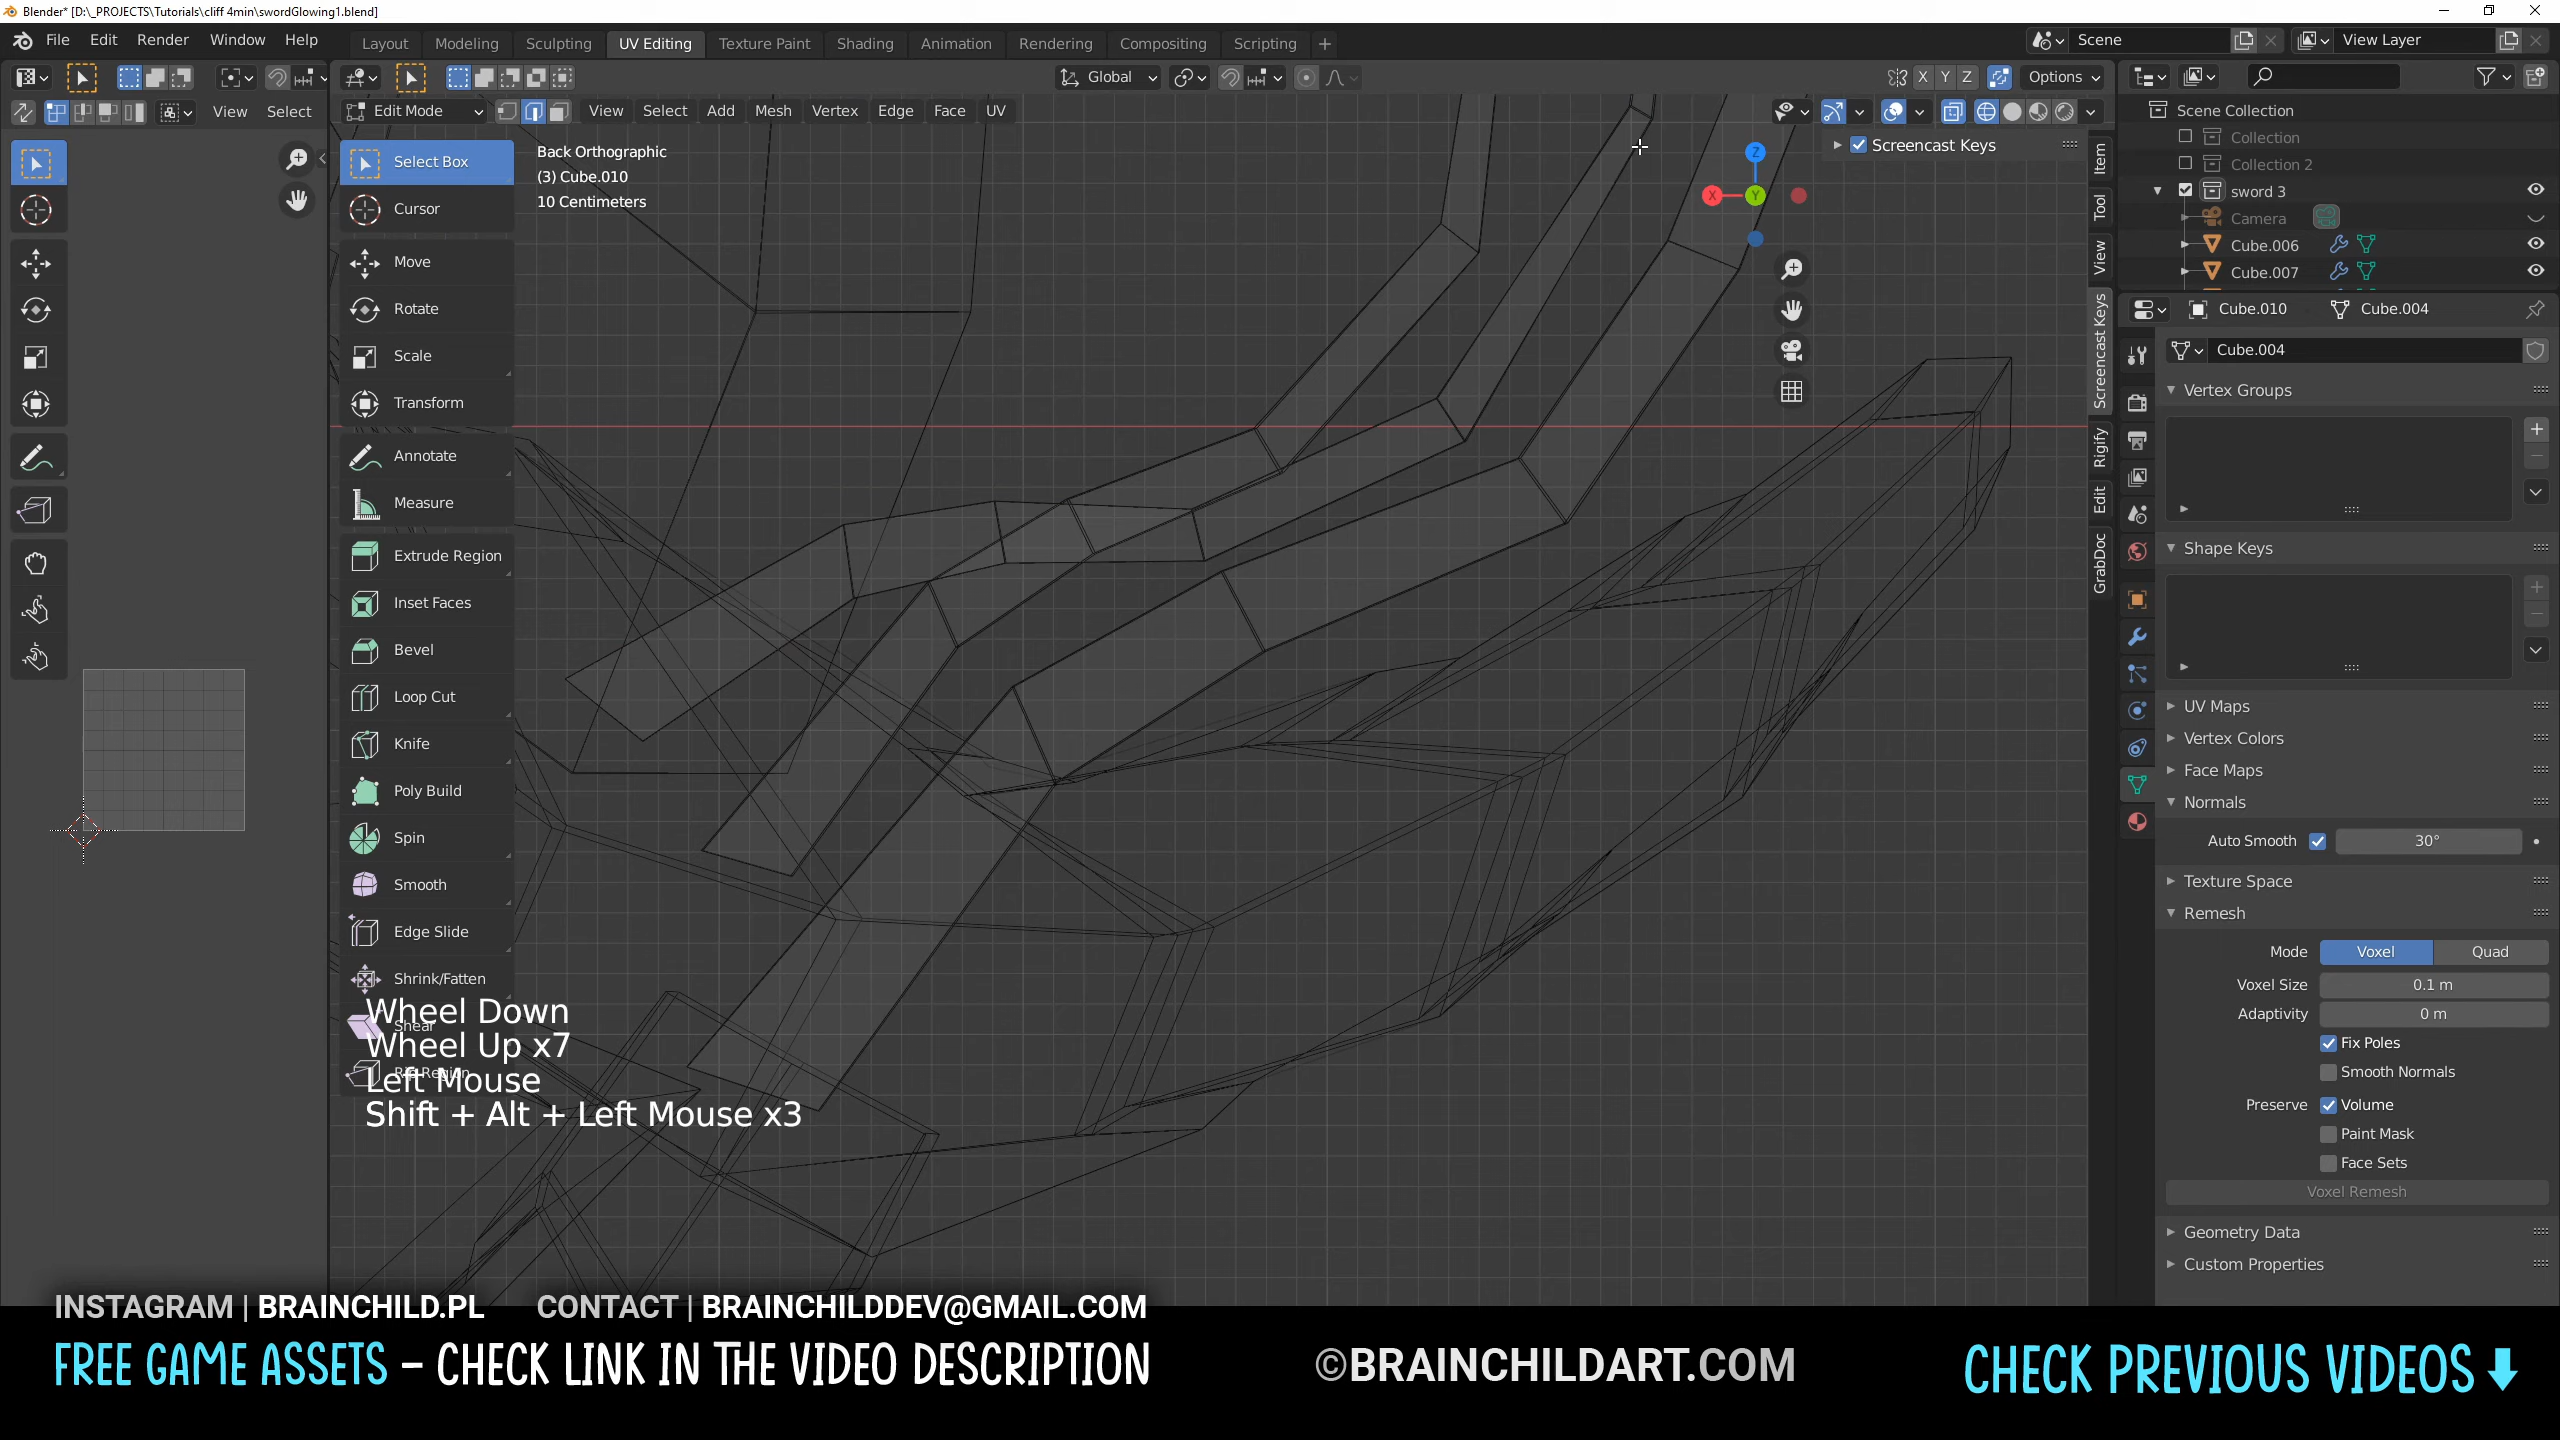 Blender* [D:\_PROJECTS\Tutorials\cliff 4min\swordGlowing1.blend]
File Edit Render Window Help Layout Modeling Sculpting UV Editing Texture Paint Shading Animation Rendering Compositing Scripting + Scene View Layer
Global X Y Z Options
View Select Edit Mode View Select Add Mesh Vertex Edge Face UV
Back Orthographic
(3) Cube.010
10 Centimeters
Select Box
Cursor
Move
Rotate
Scale
Transform
Annotate
Measure
Extrude Region
Inset Faces
Bevel
Loop Cut
Knife
Poly Build
Spin
Smooth
Edge Slide
Shrink/Fatten
Shear
Wheel Down
Wheel Up x7
Left Mouse
Shift + Alt + Left Mouse x3
Screencast Keys
Z
X
Y
Item
Tool
View
Screencast Keys
Rigify
Edit
GrabDoc
Scene Collection
Collection
Collection 2
sword 3
Camera
Cube.006
Cube.007
Cube.010 Cube.004
Cube.004
Vertex Groups
Shape Keys
UV Maps
Vertex Colors
Face Maps
Normals
Auto Smooth 30°
Texture Space
Remesh
Mode Voxel Quad
Voxel Size 0.1 m
Adaptivity 0 m
Fix Poles
Smooth Normals
Preserve Volume
Paint Mask
Face Sets
Voxel Remesh
Geometry Data
Custom Properties
INSTAGRAM | BRAINCHILD.PL CONTACT | BRAINCHILDDEV@GMAIL.COM
FREE GAME ASSETS – CHECK LINK IN THE VIDEO DESCRIPTION
©BRAINCHILDART.COM
CHECK PREVIOUS VIDEOS